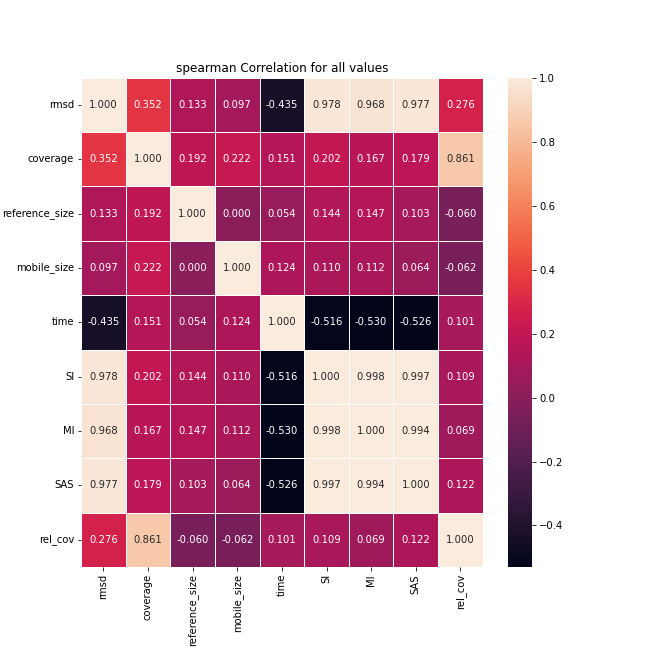 spearman Correlation for all values
rmsd 1.000 0.352 0.133 0.097 -0.435 0.978 0.968 0.977 0.276
coverage 0.352 1.000 0.192 0.222 0.151 0.202 0.167 0.179 0.861
reference_size 0.133 0.192 1.000 0.000 0.054 0.144 0.147 0.103 -0.060
mobile_size 0.097 0.222 0.000 1.000 0.124 0.110 0.112 0.064 -0.062
time -0.435 0.151 0.054 0.124 1.000 -0.516 -0.530 -0.526 0.101
SI 0.978 0.202 0.144 0.110 -0.516 1.000 0.998 0.997 0.109
MI 0.968 0.167 0.147 0.112 -0.530 0.998 1.000 0.994 0.069
SAS 0.977 0.179 0.103 0.064 -0.526 0.997 0.994 1.000 0.122
rel_cov 0.276 0.861 -0.060 -0.062 0.101 0.109 0.069 0.122 1.000
rmsd coverage reference_size mobile_size time SI MI SAS rel_cov
1.0
0.8
0.6
0.4
0.2
0.0
−0.2
−0.4